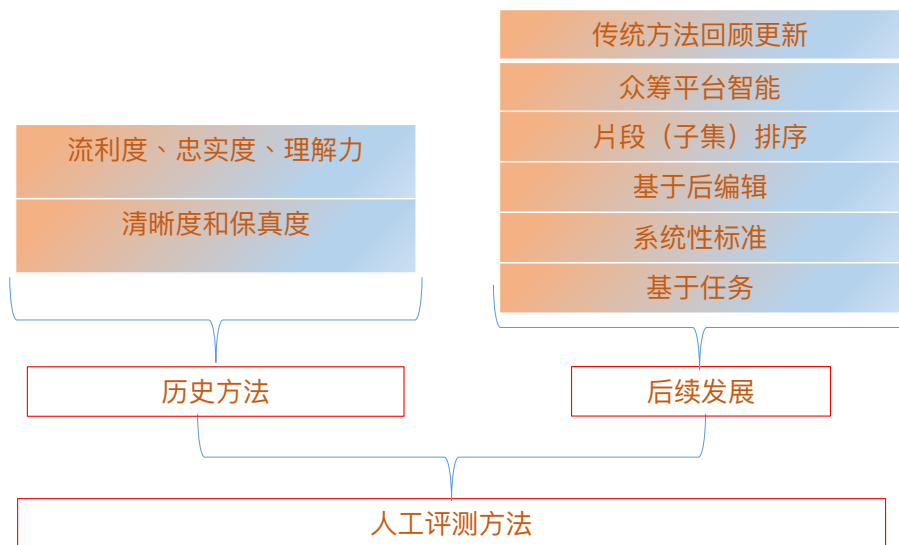 传统方法回顾更新
众筹平台智能
片段（子集）排序
基于后编辑
系统性标准
基于任务
流利度、忠实度、理解力
清晰度和保真度
历史方法
后续发展
人工评测方法